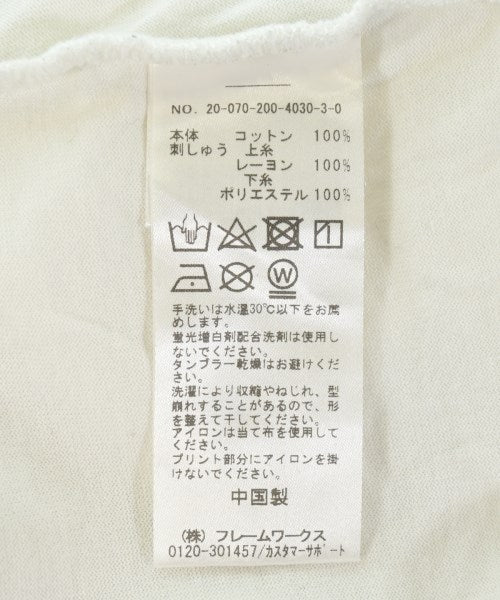 NO. 20-070-200-4030-3-0
本体 コットン 100%
刺しゅう 上糸
レーヨン 100%
下糸
ポリエステル 100%
W
手洗いは水温30℃以下をお薦
めします。
蛍光増白剤配合洗剤は使用し
ないでください。
タンブラー乾燥はお避けくださ
い。
洗濯により収縮やねじれ、型
崩れすることがあるので、形
を整えて干してください。
アイロンは当て布を使用して
ください。
プリント部分にアイロンを掛
けないでください。
中国製
(株) フレームワークス
0120-301457/カスタマーサポート